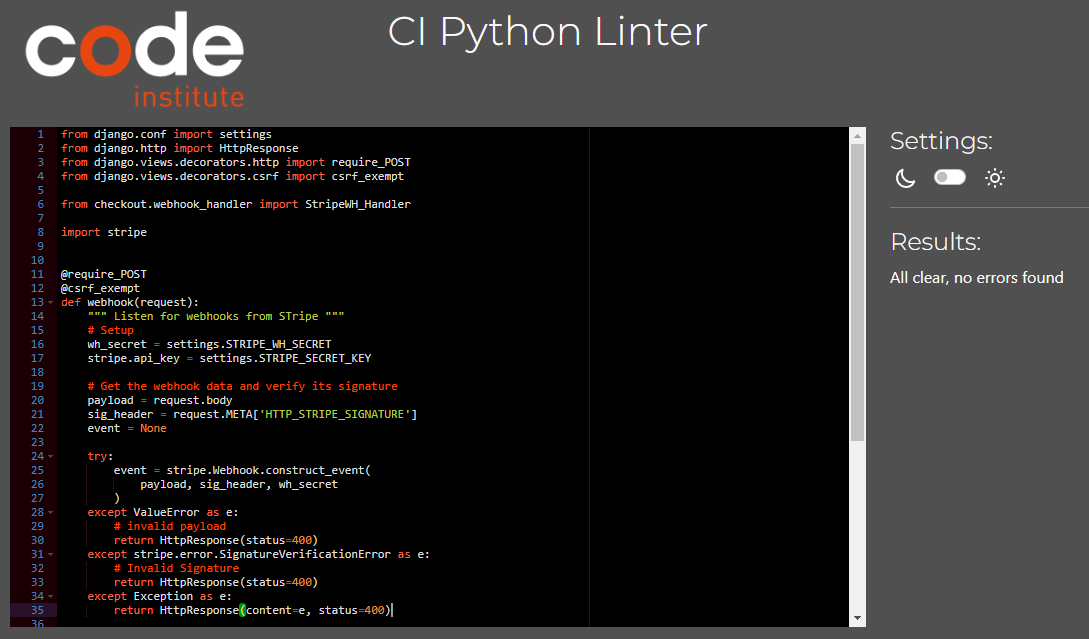 code
institute
CI Python Linter
1 from django.conf import settings
2 from django.http import HttpResponse
3 from django.views.decorators.http import require_POST
4 from django.views.decorators.csrf import csrf_exempt
5
6 from checkout.webhook_handler import StripeWH_Handler
7
8 import stripe
9
10
11 @require_POST
12 @csrf_exempt
13 def webhook(request):
14     """ Listen for webhooks from STripe """
15     # Setup
16     wh_secret = settings.STRIPE_WH_SECRET
17     stripe.api_key = settings.STRIPE_SECRET_KEY
18
19     # Get the webhook data and verify its signature
20     payload = request.body
21     sig_header = request.META['HTTP_STRIPE_SIGNATURE']
22     event = None
23
24     try:
25         event = stripe.Webhook.construct_event(
26             payload, sig_header, wh_secret
27         )
28     except ValueError as e:
29         # invalid payload
30         return HttpResponse(status=400)
31     except stripe.error.SignatureVerificationError as e:
32         # Invalid Signature
33         return HttpResponse(status=400)
34     except Exception as e:
35         return HttpResponse(content=e, status=400)
36
Settings:
Results:
All clear, no errors found